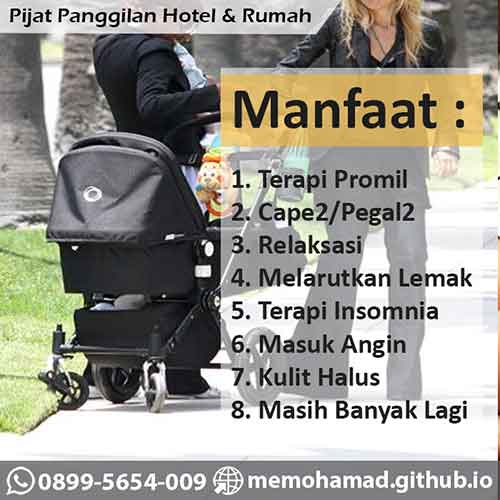 Pijat Panggilan Hotel & Rumah
Manfaat :
1. Terapi Promil
2. Cape2/Pegal2
3. Relaksasi
4. Melarutkan Lemak
5. Terapi Insomnia
6. Masuk Angin
7. Kulit Halus
8. Masih Banyak Lagi
0899-5654-009 memohamad.github.io